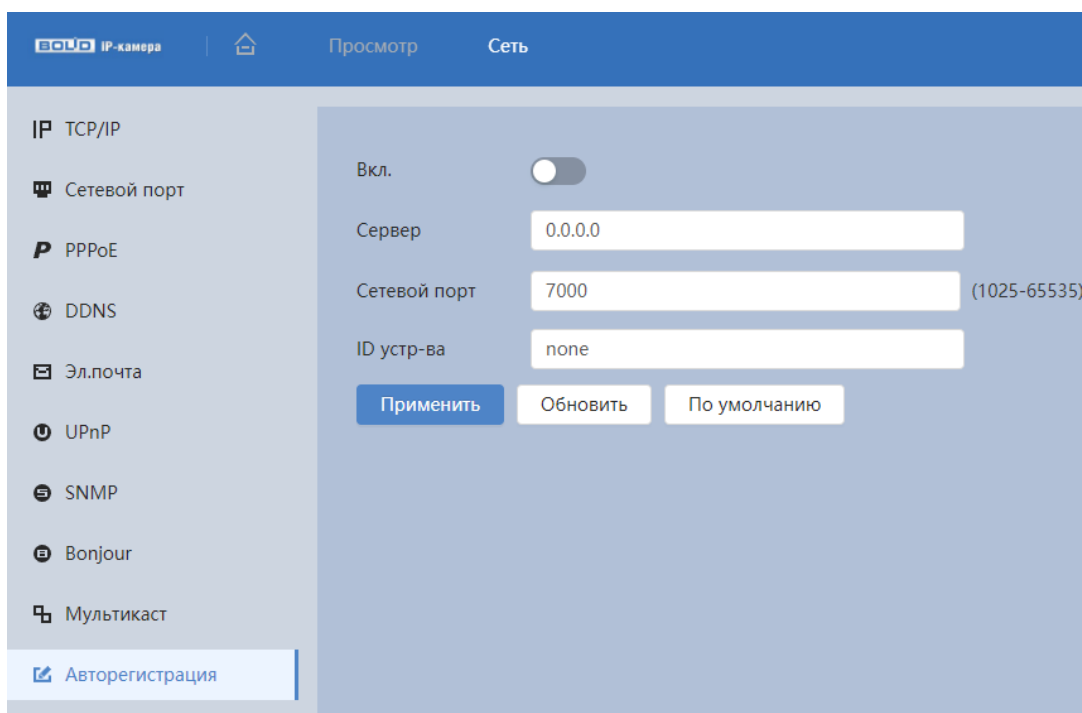 BOLID IP-камера
Просмотр
Сеть
TCP/IP
Сетевой порт
PPPoE
DDNS
Эл.почта
UPnP
SNMP
Bonjour
Мультикаст
Авторегистрация
Вкл.
Сервер 0.0.0.0
Сетевой порт 7000 (1025-65535)
ID устр-ва none
Применить Обновить По умолчанию